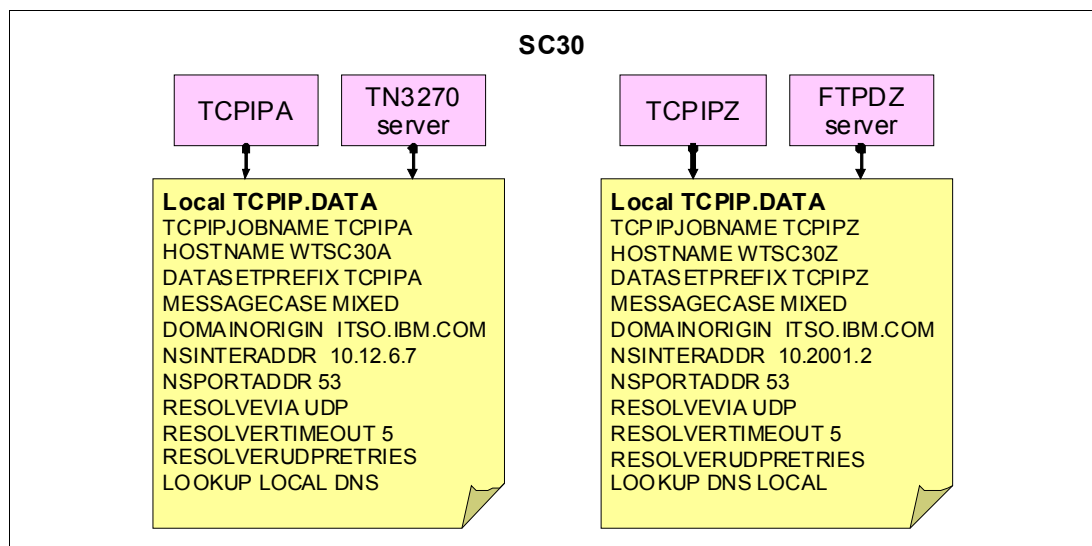 SC30
TCPIPA
TN3270
server
TCPIPZ
FTPDZ
server
Local TCPIP.DATA
TCPIPJOBNAME TCPIPA
HOSTNAME WTSC30A
DATASETPREFIX TCPIPA
MESSAGECASE MIXED
DOMAINORIGIN ITSO.IBM.COM
NSINTERADDR 10.12.6.7
NSPORTADDR 53
RESOLVEVIA UDP
RESOLVERTIMEOUT 5
RESOLVERUDPRETRIES
LOOKUP LOCAL DNS
Local TCPIP.DATA
TCPIPJOBNAME TCPIPZ
HOSTNAME WTSC30Z
DATASETPREFIX TCPIPZ
MESSAGECASE MIXED
DOMAINORIGIN ITSO.IBM.COM
NSINTERADDR 10.2001.2
NSPORTADDR 53
RESOLVEVIA UDP
RESOLVERTIMEOUT 5
RESOLVERUDPRETRIES
LOOKUP DNS LOCAL